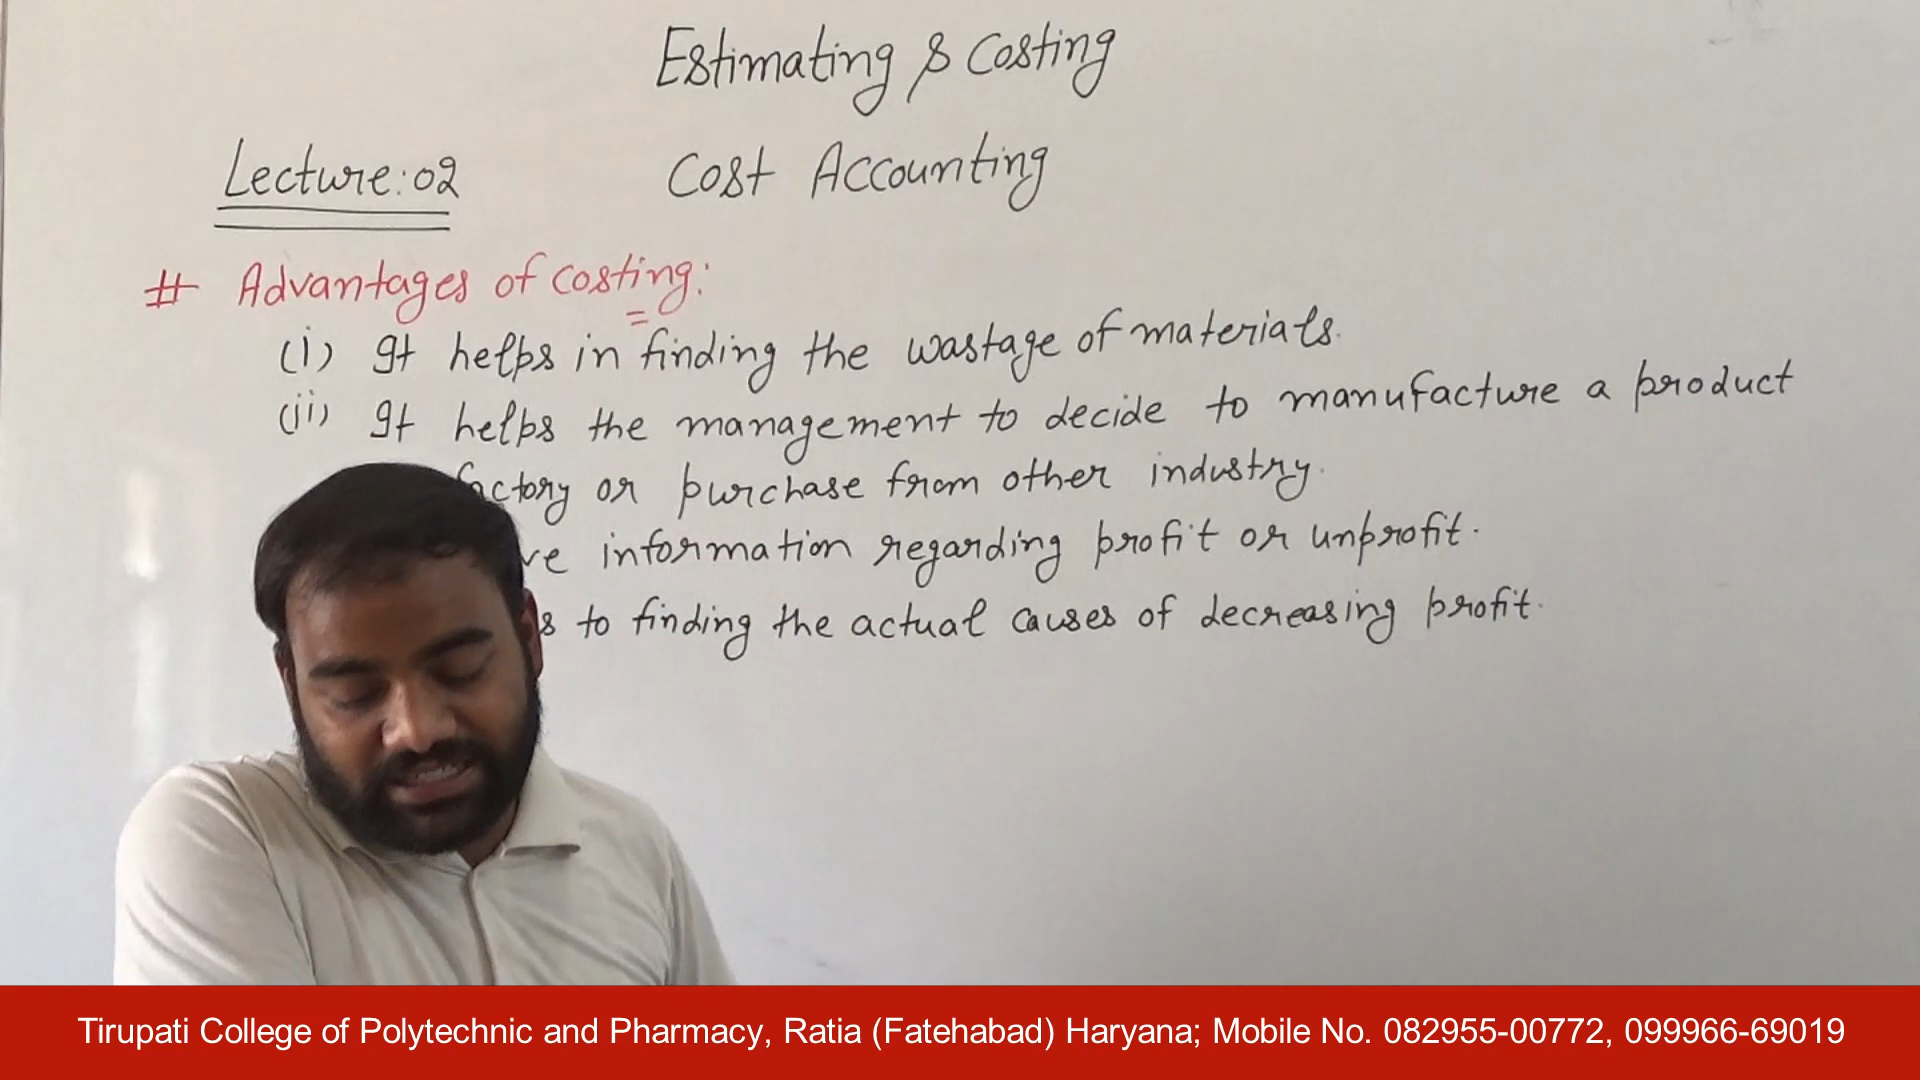 Estimating & Costing
Lecture:02 Cost Accounting
# Advantages of costing:
(i) It helps in finding the wastage of materials.
(ii) It helps the management to decide to manufacture a product
factory or purchase from other industry.
information regarding profit or unprofit.
to finding the actual causes of decreasing profit.
Tirupati College of Polytechnic and Pharmacy, Ratia (Fatehabad) Haryana; Mobile No. 082955-00772, 099966-69019